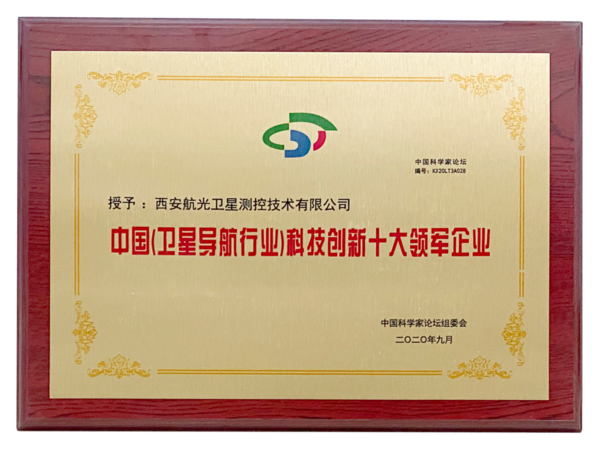 中国科学家论坛
编号：KX20LT3A028
授予：西安航光卫星测控技术有限公司
中国(卫星导航行业)科技创新十大领军企业
中国科学家论坛组委会
二〇二〇年九月